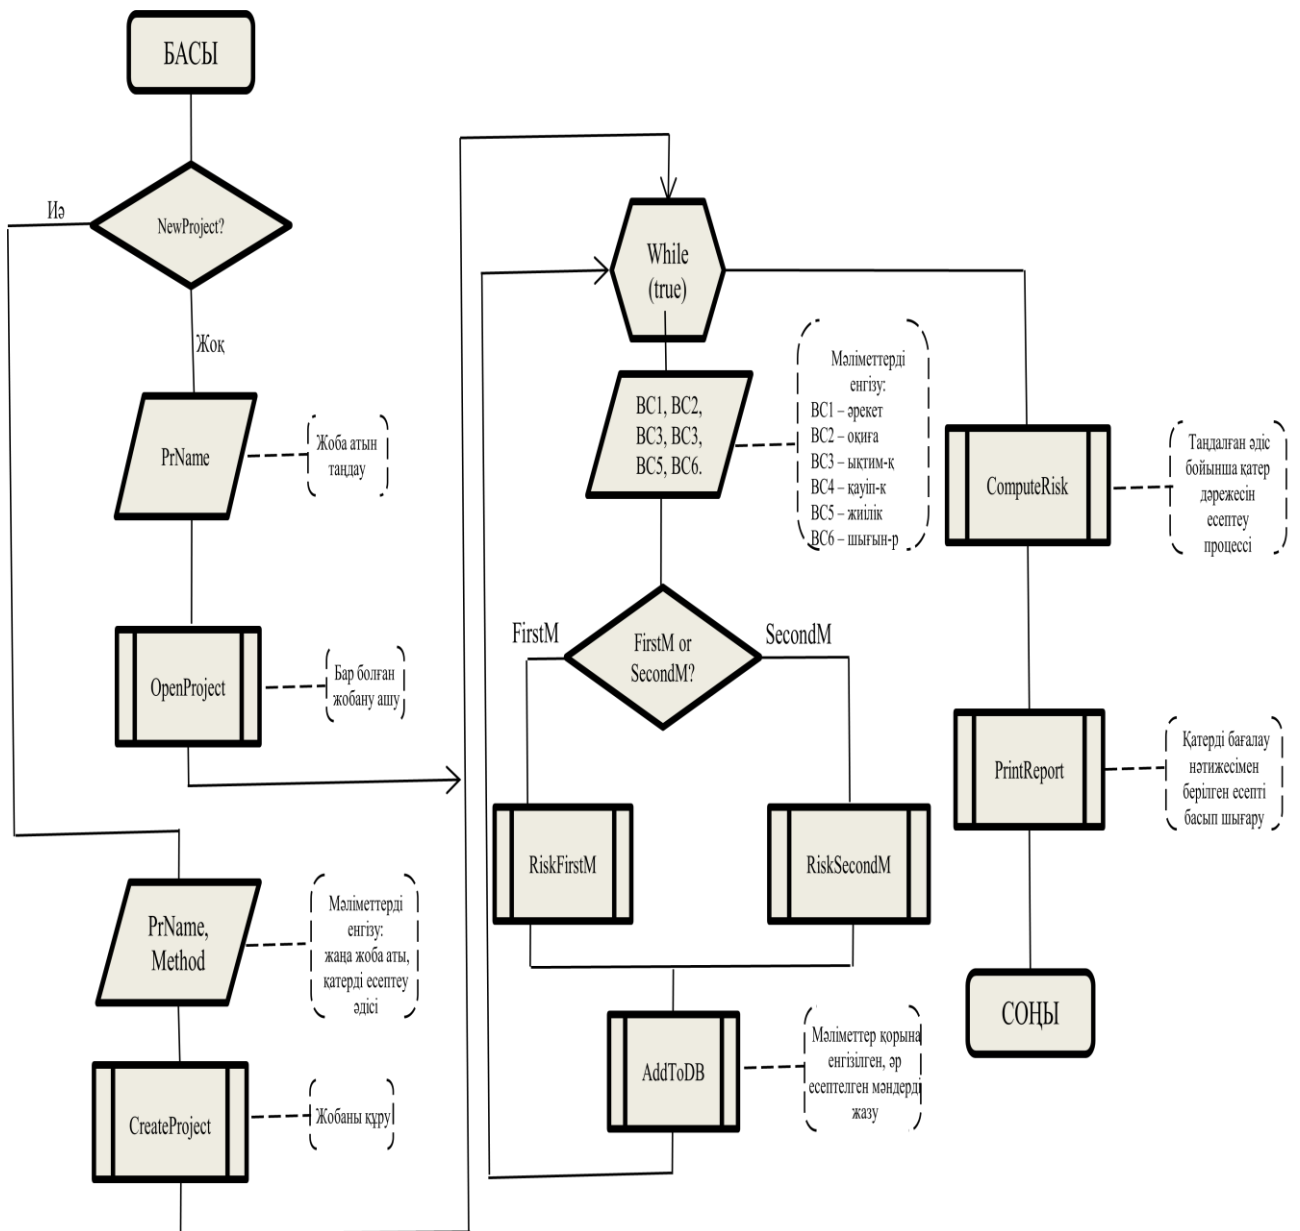 БАСЫ
NewProject?
Иә
Жоқ
PrName
Жоба атын
таңдау
OpenProject
Бар болған
жобану ашу
PrName,
Method
Мәліметтерді
енгізу:
жаңа жоба аты,
қатерді есептеу
әдісі
CreateProject
Жобаны құру
While
(true)
BC1, BC2,
BC3, BC3,
BC5, BC6.
Мәліметтерді
енгізу:
BC1 – әрекет
BC2 – оқиға
BC3 – ықтим-қ
BC4 – қауіп-к
BC5 – жиілік
BC6 – шығын-р
FirstM or
SecondM?
FirstM
SecondM
RiskFirstM
RiskSecondM
AddToDB
Мәліметтер қорына
енгізілген, әр
есептелген мәндерді
жазу
ComputeRisk
Таңдалған әдіс
бойынша қатер
дәрежесін
есептеу
процессі
PrintReport
Қатерді бағалау
нәтижесімен
берілген есепті
басып шығару
СОҢЫ